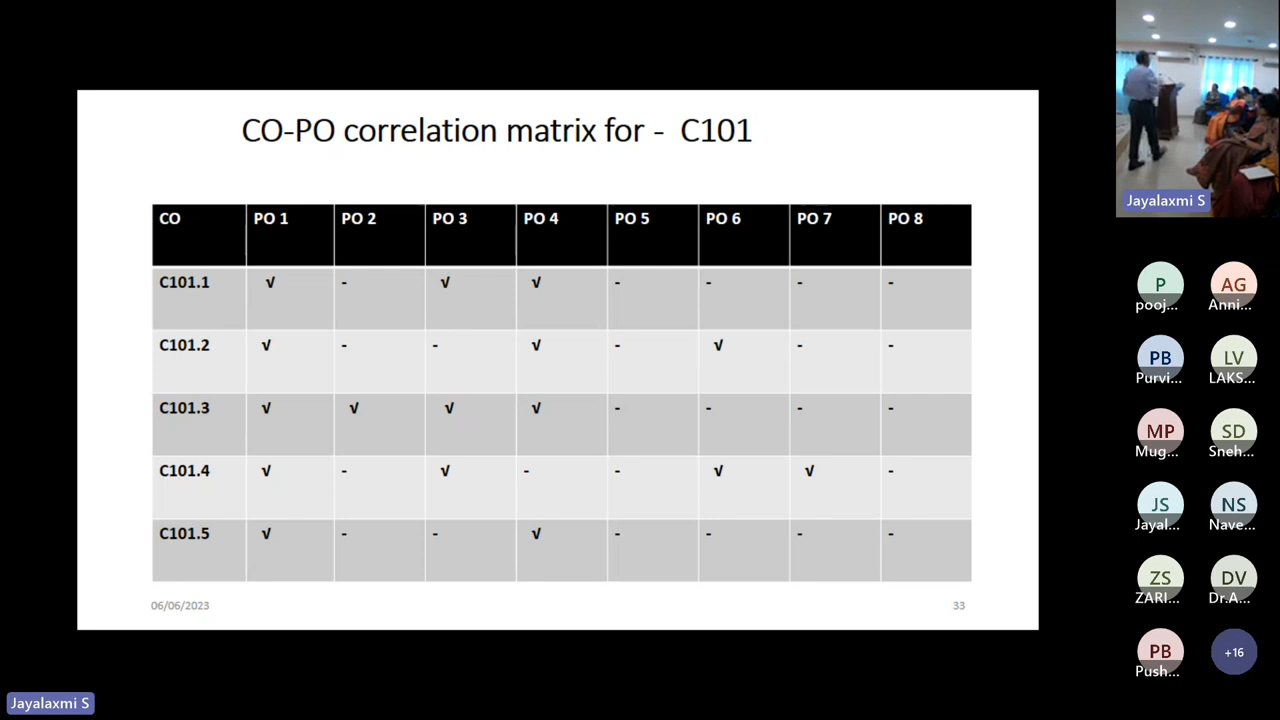 CO-PO correlation matrix for - C101
CO PO 1 PO 2 PO 3 PO 4 PO 5 PO 6 PO 7 PO 8
C101.1 √ - √ √ - - - -
C101.2 √ - - √ - √ - -
C101.3 √ √ √ √ - - - -
C101.4 √ - √ - - √ √ -
C101.5 √ - - √ - - - -
06/06/2023 33
Jayalaxmi S
P AG
pooj... Anni...
PB LV
Purvi... LAKS...
MP SD
Mug... Sneh...
JS NS
Jayal... Nave...
ZS DV
ZARI... Dr.A...
PB +16
Push...
Jayalaxmi S